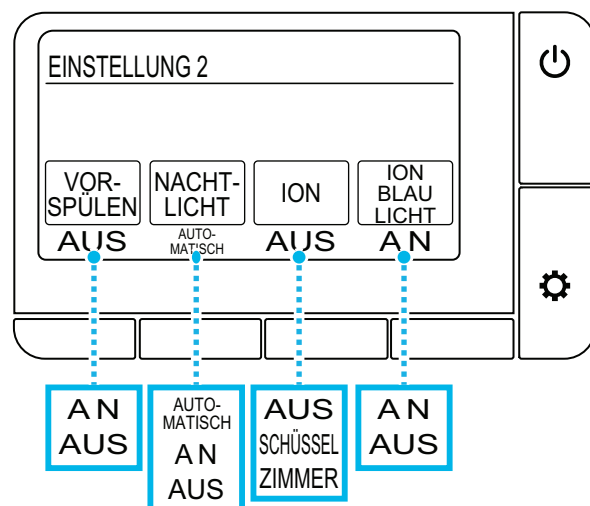 EINSTELLUNG 2
VOR-
SPÜLEN
AUS
NACHT-
LICHT
AUTO-
MATISCH
ION
AUS
ION
BLAU
LICHT
AN
AN
AUS
AUTO-
MATISCH
AN
AUS
AUS
SCHÜSSEL
ZIMMER
AN
AUS